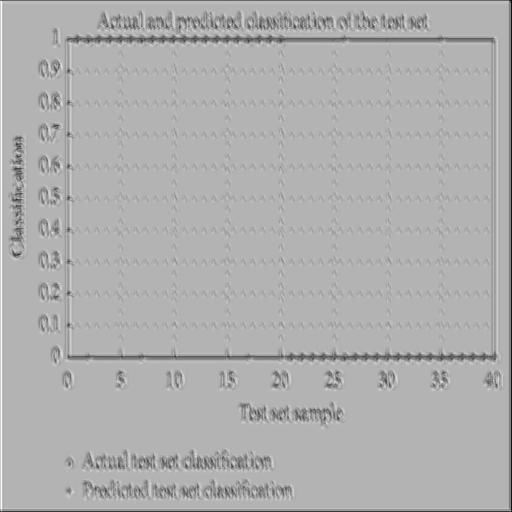 Actual and predicted classification of the test set
1
0.9
0.8
0.7
0.6
0.5
0.4
0.3
0.2
0.1
0
Classification
0 5 10 15 20 25 30 35 40
Test set sample
Actual test set classification
Predicted test set classification